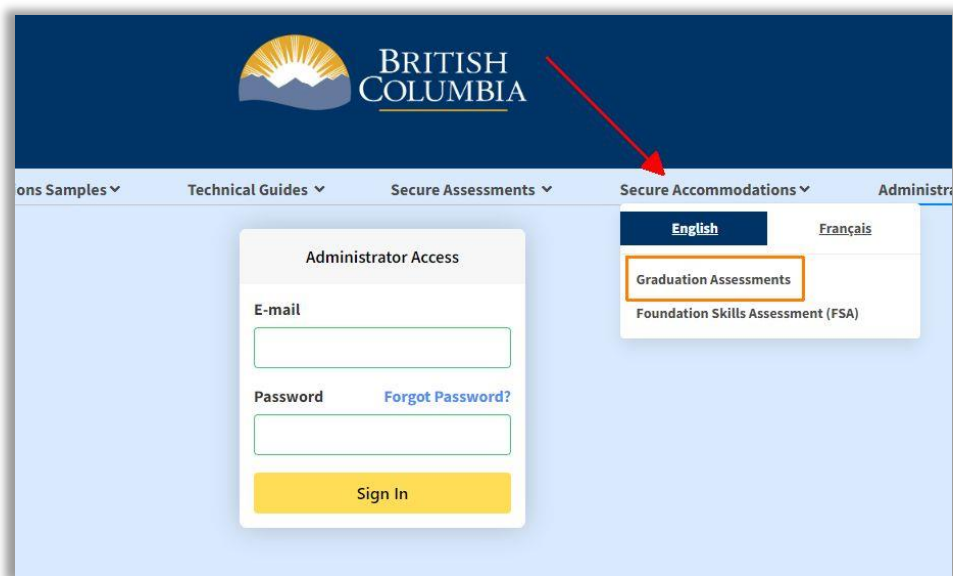 BRITISH
COLUMBIA
ons Samples Technical Guides Secure Assessments Secure Accommodations Administra
English Français
Graduation Assessments
Foundation Skills Assessment (FSA)
Administrator Access
E-mail
Password Forgot Password?
Sign In